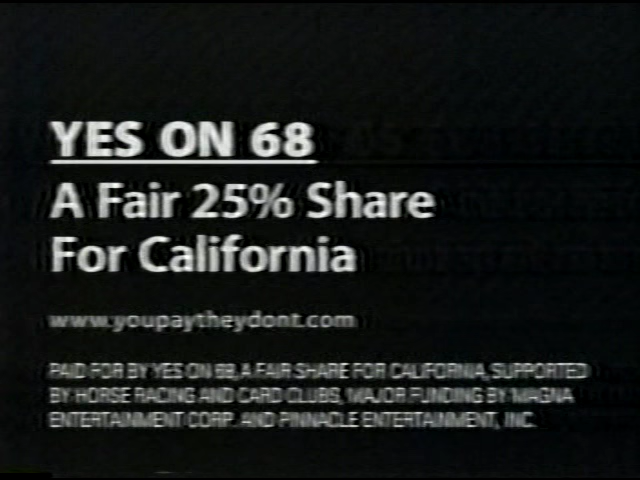 YES ON 68
A Fair 25% Share
For California
www.youpaytheydont.com
PAID FOR BY YES ON 68, A FAIR SHARE FOR CALIFORNIA, SUPPORTED
BY HORSE RACING AND CARD CLUBS, MAJOR FUNDING BY MAGNA
ENTERTAINMENT CORP. AND PINNACLE ENTERTAINMENT, INC.